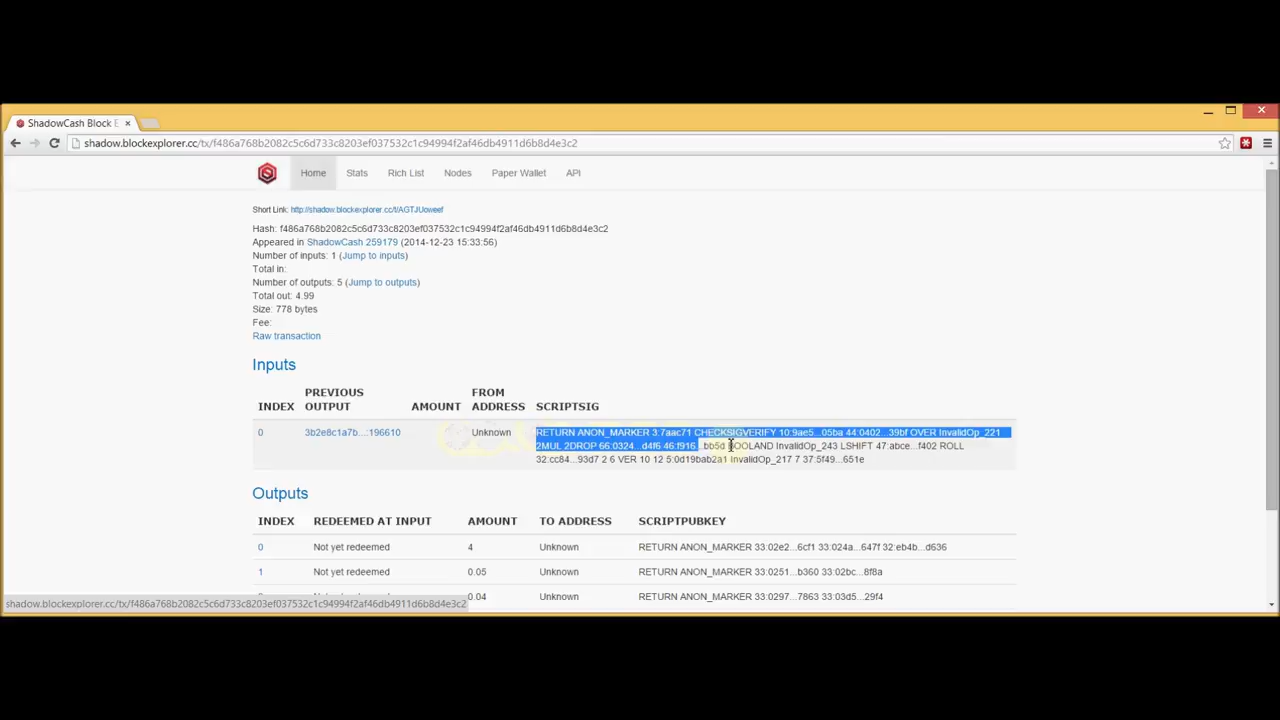 ShadowCash Block E
shadow.blockexplorer.cc/tx/f486a768b2082c5c6d733c8203ef037532c1c94994f2af46db4911d6b8d4e3c2
Home Stats Rich List Nodes Paper Wallet API
Short Link: http://shadow.blockexplorer.cc/t/AGTJUoweef
Hash: f486a768b2082c5c6d733c8203ef037532c1c94994f2af46db4911d6b8d4e3c2
Appeared in ShadowCash 259179 (2014-12-23 15:33:56)
Number of inputs: 1 (Jump to inputs)
Total in:
Number of outputs: 5 (Jump to outputs)
Total out: 4.99
Size: 778 bytes
Fee:
Raw transaction
Inputs
INDEX PREVIOUS OUTPUT AMOUNT FROM ADDRESS SCRIPTSIG
0 3b2e8c1a7b...:196610 Unknown RETURN ANON_MARKER 3:7aac71 CHECKSIGVERIFY 10:9ae5...05ba 44:0402...39bf OVER InvalidOp_221
2MUL 2DROP 66:0324...d4f6 46:f916...bb5d BOOLAND InvalidOp_243 LSHIFT 47:abce...f402 ROLL
32:cc84...93d7 2 6 VER 10 12 5:0d19bab2a1 InvalidOp_217 7 37:5f49...651e
Outputs
INDEX REDEEMED AT INPUT AMOUNT TO ADDRESS SCRIPTPUBKEY
0 Not yet redeemed 4 Unknown RETURN ANON_MARKER 33:02e2...6cf1 33:024a...647f 32:eb4b...d636
1 Not yet redeemed 0.05 Unknown RETURN ANON_MARKER 33:0251...b360 33:02bc...8f8a
Not yet redeemed 0.04 Unknown RETURN ANON_MARKER 33:0297...7863 33:03d5...29f4
shadow.blockexplorer.cc/tx/f486a768b2082c5c6d733c8203ef037532c1c94994f2af46db4911d6b8d4e3c2